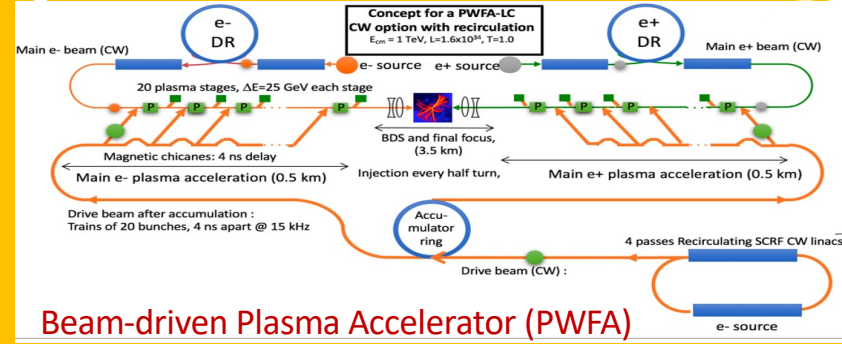 Concept for a PWFA-LC
CW option with recirculation
Ecm = 1 TeV, L=1.6x10³⁴, T=1.0
e-
DR
e+
DR
Main e- beam (CW)
Main e+ beam (CW)
e- source
e+ source
20 plasma stages, ΔE=25 GeV each stage
P P P P P P P P
BDS and final focus,
(3.5 km)
Magnetic chicanes: 4 ns delay
Main e- plasma acceleration (0.5 km)
Injection every half turn,
Main e+ plasma acceleration (0.5 km)
Drive beam after accumulation :
Trains of 20 bunches, 4 ns apart @ 15 kHz
Accu-
mulator
ring
4 passes Recirculating SCRF CW linacs
Drive beam (CW) :
e- source
Beam-driven Plasma Accelerator (PWFA)